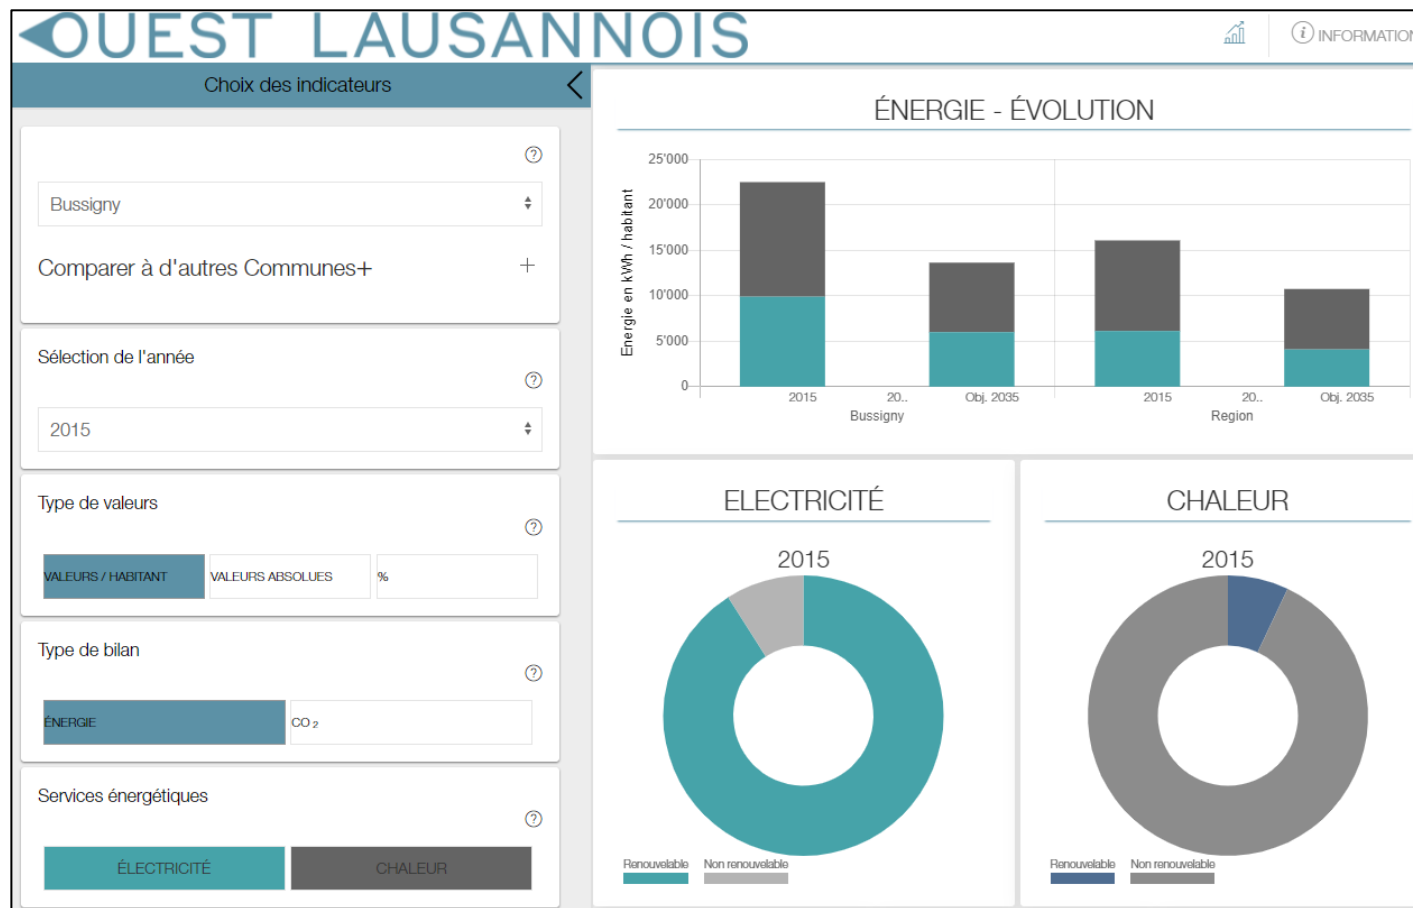 OUEST LAUSANNOIS
INFORMATION
Choix des indicateurs
Bussigny
Comparer à d'autres Communes+
+
Sélection de l'année
2015
Type de valeurs
VALEURS / HABITANT
VALEURS ABSOLUES
%
Type de bilan
ÉNERGIE
CO 2
Services énergétiques
ÉLECTRICITÉ
CHALEUR
ÉNERGIE - ÉVOLUTION
Energie en kWh / habitant
25'000
20'000
15'000
10'000
5'000
0
2015 20.. Obj. 2035 2015 20.. Obj. 2035
Bussigny Region
ELECTRICITÉ
2015
Renouvelable Non renouvelable
CHALEUR
2015
Renouvelable Non renouvelable